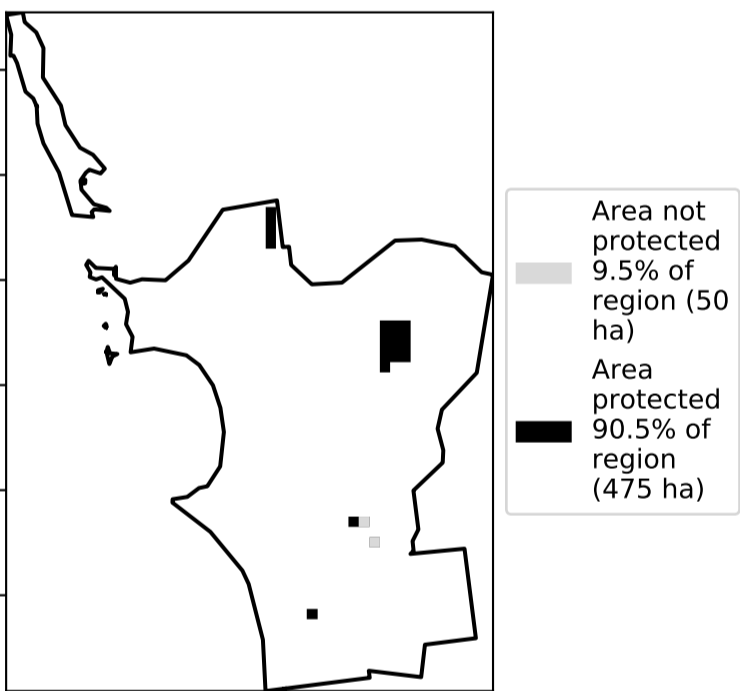 Area not
protected
9.5% of
region (50
ha)
Area
protected
90.5% of
region
(475 ha)